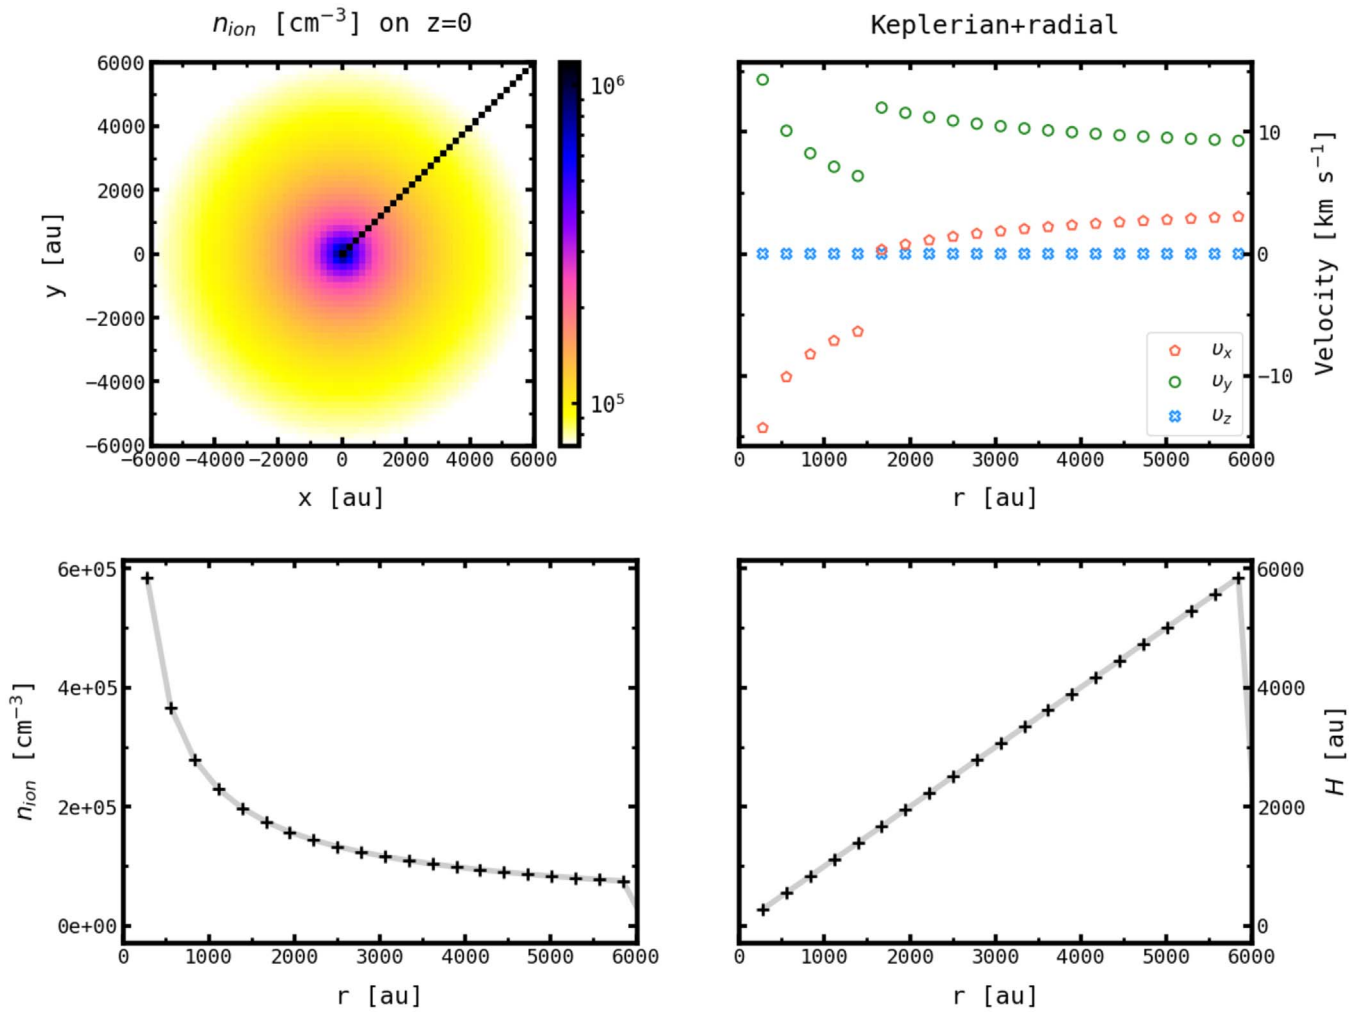 n_ion [cm^−3] on z=0
6000
4000
2000
0
−2000
−4000
−6000
y [au]
−6000 −4000 −2000 0 2000 4000 6000
x [au]
10^6
10^5
Keplerian+radial
10
0
−10
Velocity [km s^−1]
υ_x
υ_y
υ_z
0 1000 2000 3000 4000 5000 6000
r [au]
6e+05
4e+05
2e+05
0e+00
n_ion [cm^−3]
0 1000 2000 3000 4000 5000 6000
r [au]
6000
4000
2000
0
H [au]
0 1000 2000 3000 4000 5000 6000
r [au]